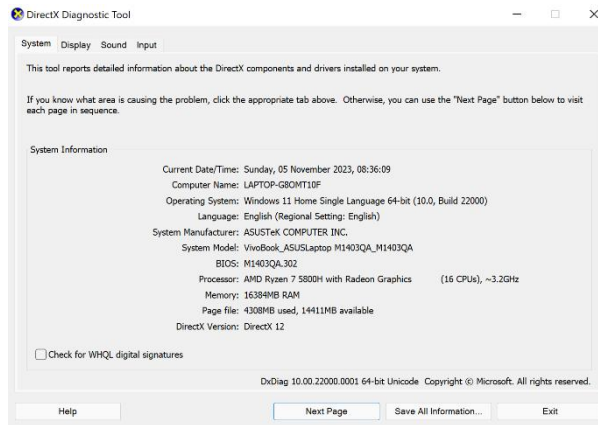 DirectX Diagnostic Tool
System Display Sound Input
This tool reports detailed information about the DirectX components and drivers installed on your system.
If you know what area is causing the problem, click the appropriate tab above. Otherwise, you can use the "Next Page" button below to visit
each page in sequence.
System Information
Current Date/Time: Sunday, 05 November 2023, 08:36:09
Computer Name: LAPTOP-G8OMT10F
Operating System: Windows 11 Home Single Language 64-bit (10.0, Build 22000)
Language: English (Regional Setting: English)
System Manufacturer: ASUSTeK COMPUTER INC.
System Model: VivoBook_ASUSLaptop M1403QA_M1403QA
BIOS: M1403QA.302
Processor: AMD Ryzen 7 5800H with Radeon Graphics (16 CPUs), ~3.2GHz
Memory: 16384MB RAM
Page file: 4308MB used, 14411MB available
DirectX Version: DirectX 12
Check for WHQL digital signatures
DxDiag 10.00.22000.0001 64-bit Unicode Copyright © Microsoft. All rights reserved.
Help Next Page Save All Information... Exit